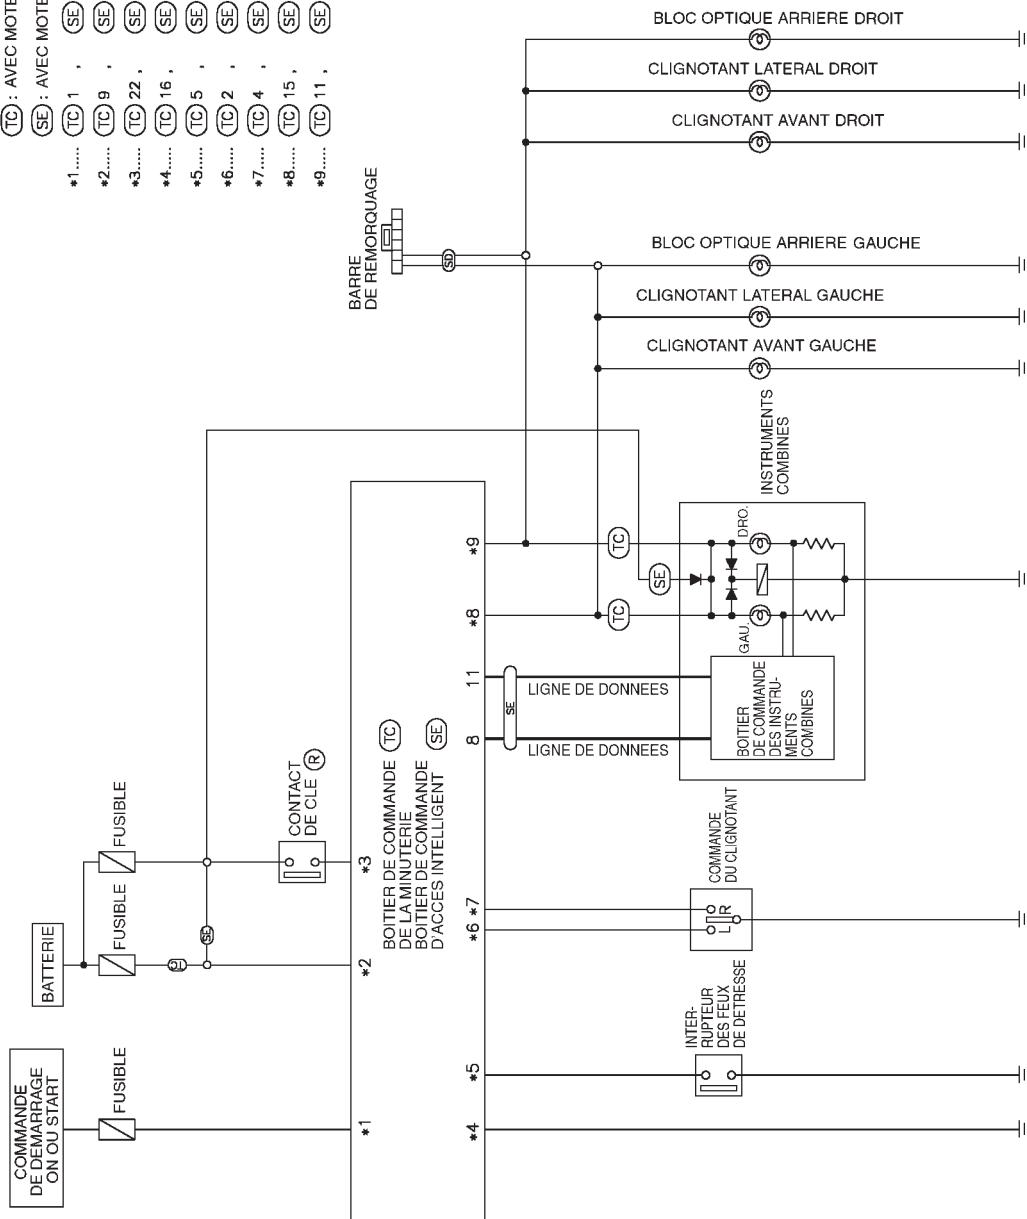 TC : AVEC MOTE
SE : AVEC MOTE
*1..... TC 1 , SE
*2..... TC 9 , SE
*3..... TC 22 , SE
*4..... TC 16 , SE
*5..... TC 5 , SE
*6..... TC 2 , SE
*7..... TC 4 , SE
*8..... TC 15 , SE
*9..... TC 11 , SE
BLOC OPTIQUE ARRIERE DROIT
CLIGNOTANT LATERAL DROIT
CLIGNOTANT AVANT DROIT
BARRE
DE REMORQUAGE
SD
BLOC OPTIQUE ARRIERE GAUCHE
CLIGNOTANT LATERAL GAUCHE
CLIGNOTANT AVANT GAUCHE
INSTRUMENTS
COMBINES
*9
TC
DRO.
SE
*8
TC
GAU.
11
SE
LIGNE DE DONNEES
8
LIGNE DE DONNEES
BOITIER
DE COMMANDE
DES INSTRU-
MENTS
COMBINES
BOITIER DE COMMANDE TC
DE LA MINUTERIE
BOITIER DE COMMANDE SE
D'ACCES INTELLIGENT
CONTACT
DE CLE R
*3
FUSIBLE
FUSIBLE
BATTERIE
TC
SE
*2
*7
*6
COMMANDE
DU CLIGNOTANT
R
L
INTER-
RUPTEUR
DES FEUX
DE DETRESSE
*5
*4
COMMANDE
DE DEMARRAGE
ON OU START
FUSIBLE
*1